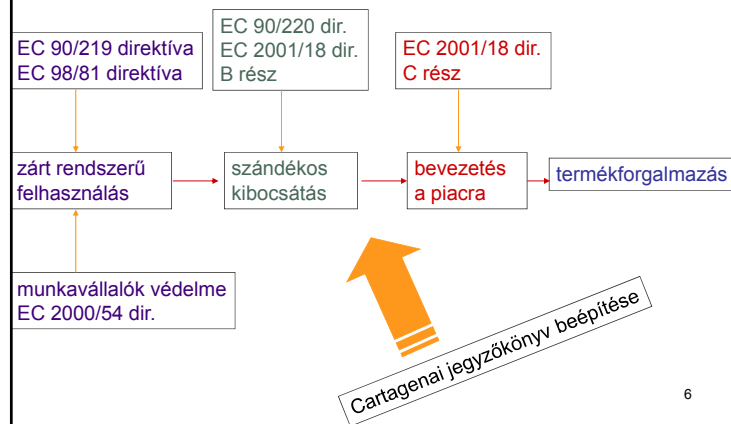 EC 90/219 direktíva
EC 98/81 direktíva
EC 90/220 dir.
EC 2001/18 dir.
B rész
EC 2001/18 dir.
C rész
zárt rendszerű
felhasználás
szándékos
kibocsátás
bevezetés
a piacra
termékforgalmazás
munkavállalók védelme
EC 2000/54 dir.
Cartagenai jegyzőkönyv beépítése
6